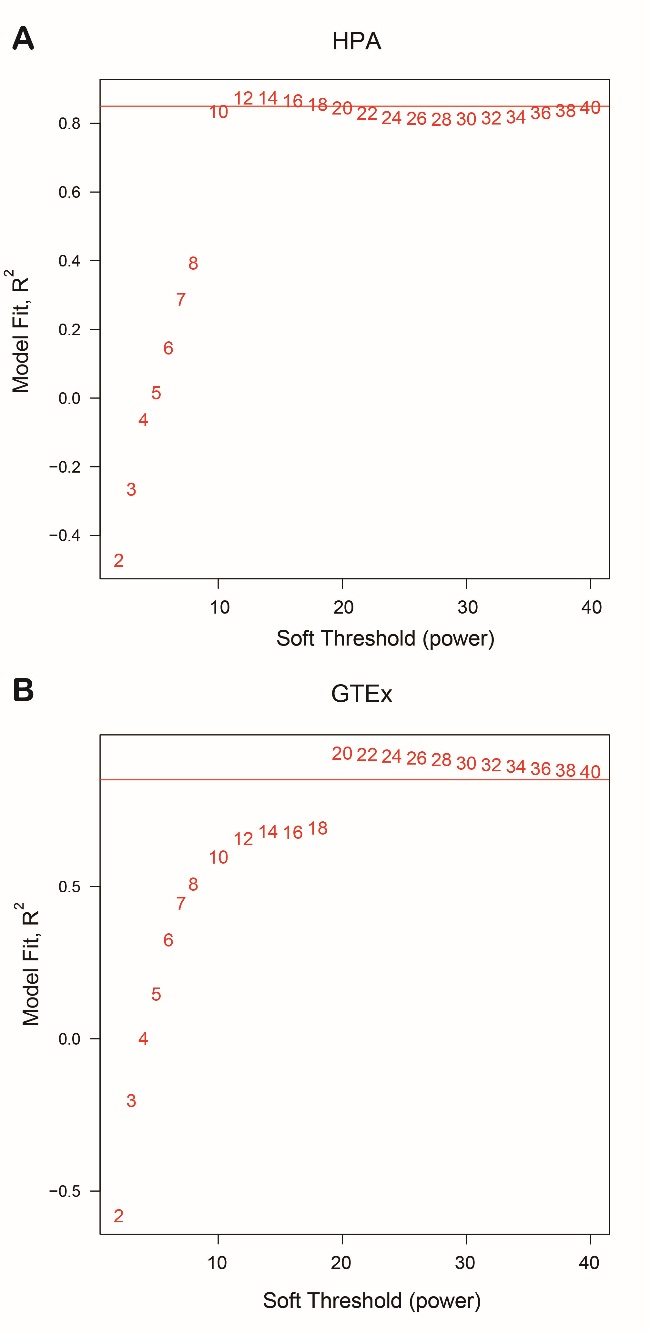 A
HPA
12 14 16 18 20 22 24 26 28 30 32 34 36 38 40
10
8
7
6
5
4
3
2
0.8
0.6
0.4
0.2
0.0
−0.2
−0.4
Model Fit, R²
10 20 30 40
Soft Threshold (power)
B
GTEx
20 22 24 26 28 30 32 34 36 38 40
12 14 16 18
10
8
7
6
5
4
3
2
0.5
0.0
−0.5
Model Fit, R²
10 20 30 40
Soft Threshold (power)